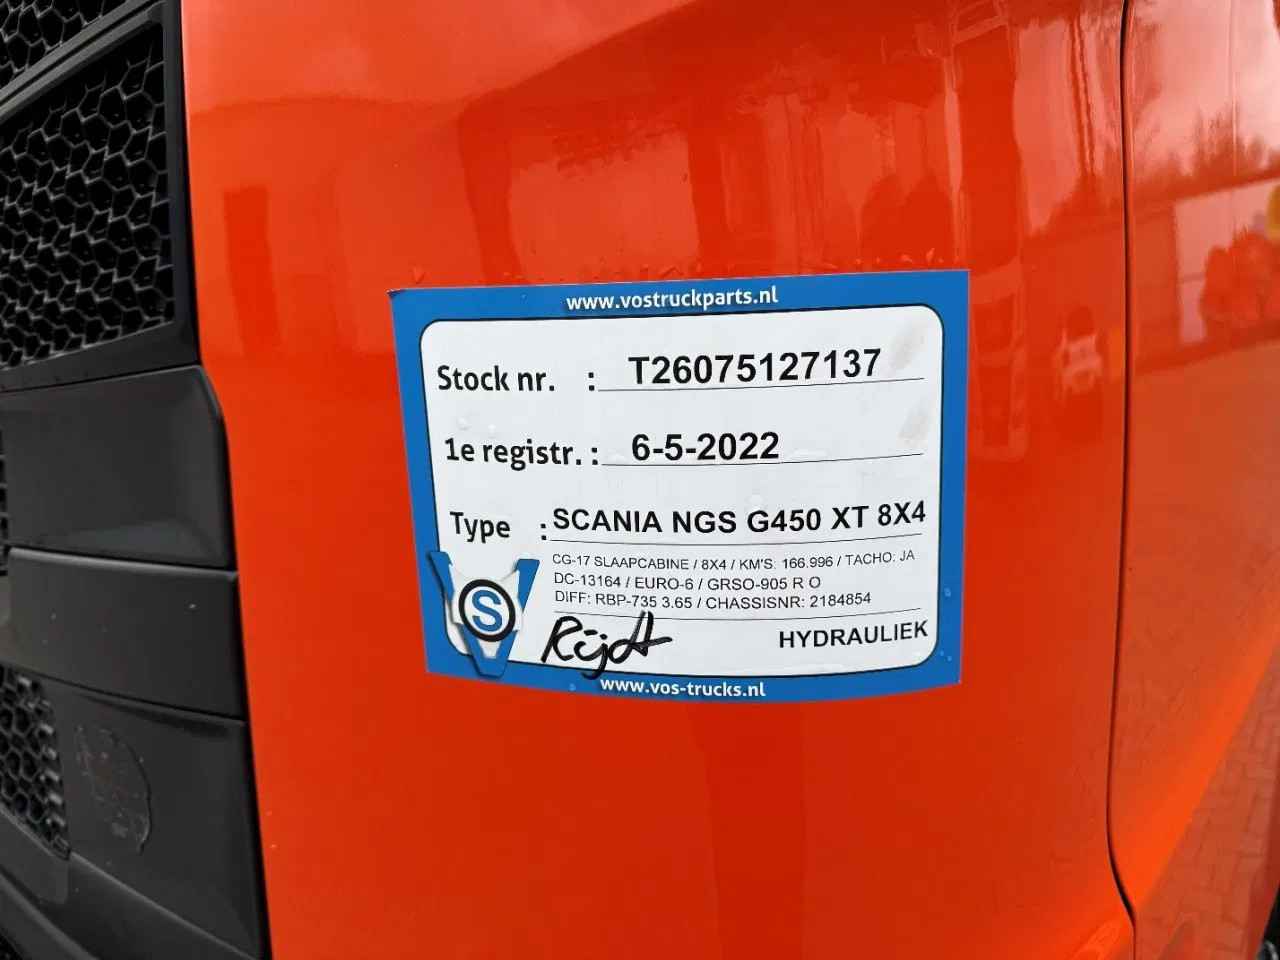 www.vostruckparts.nl
Stock nr. : T26075127137
1e registr. : 6-5-2022
Type : SCANIA NGS G450 XT 8X4
CG-17 SLAAPCABINE / 8X4 / KM'S: 166.996 / TACHO: JA
DC-13164 / EURO-6 / GRSO-905 R O
DIFF: RBP-735 3.65 / CHASSISNR: 2184854
VOS
Rijdt
HYDRAULIEK
www.vos-trucks.nl